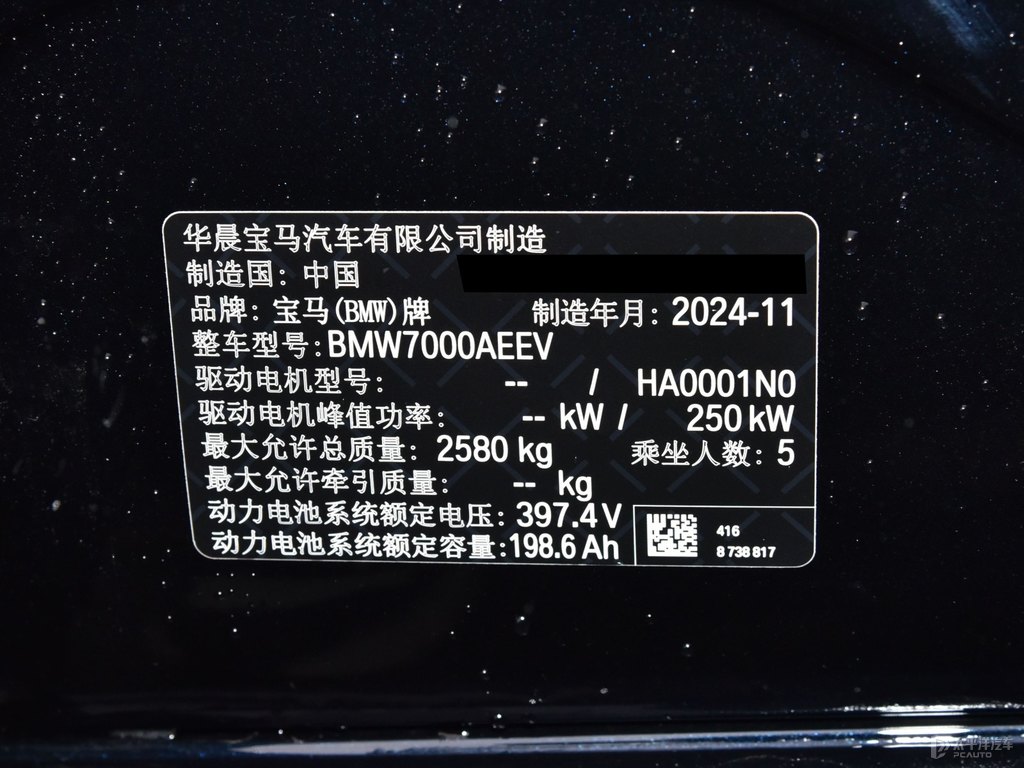 华晨宝马汽车有限公司制造
制造国：中国
品牌：宝马(BMW)牌 制造年月：2024-11
整车型号：BMW7000AEEV
驱动电机型号： -- / HA0001N0
驱动电机峰值功率： -- kW / 250 kW
最大允许总质量：2580 kg 乘坐人数：5
最大允许牵引质量： -- kg
动力电池系统额定电压：397.4 V
动力电池系统额定容量：198.6 Ah
416
8 738 817
太平洋汽车
PCAUTO